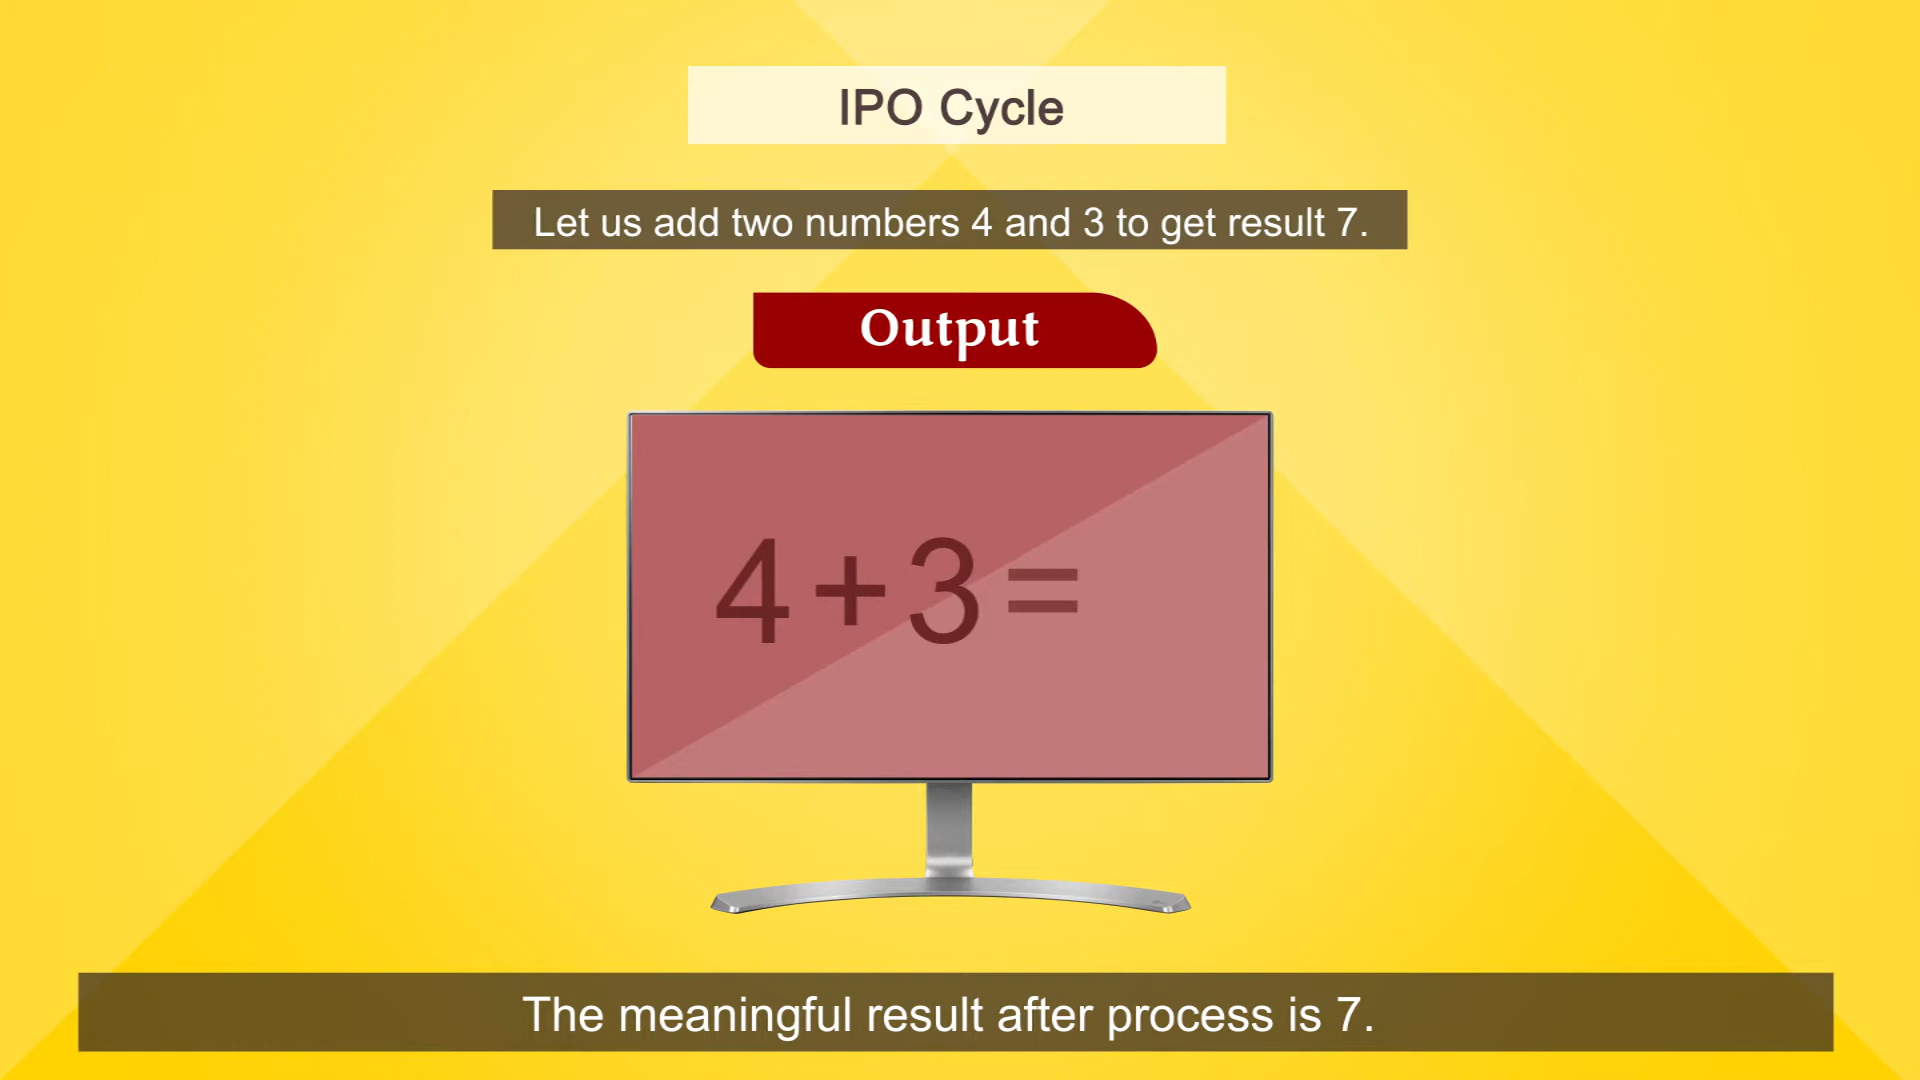 IPO Cycle
Let us add two numbers 4 and 3 to get result 7.
Output
4+3=
The meaningful result after process is 7.